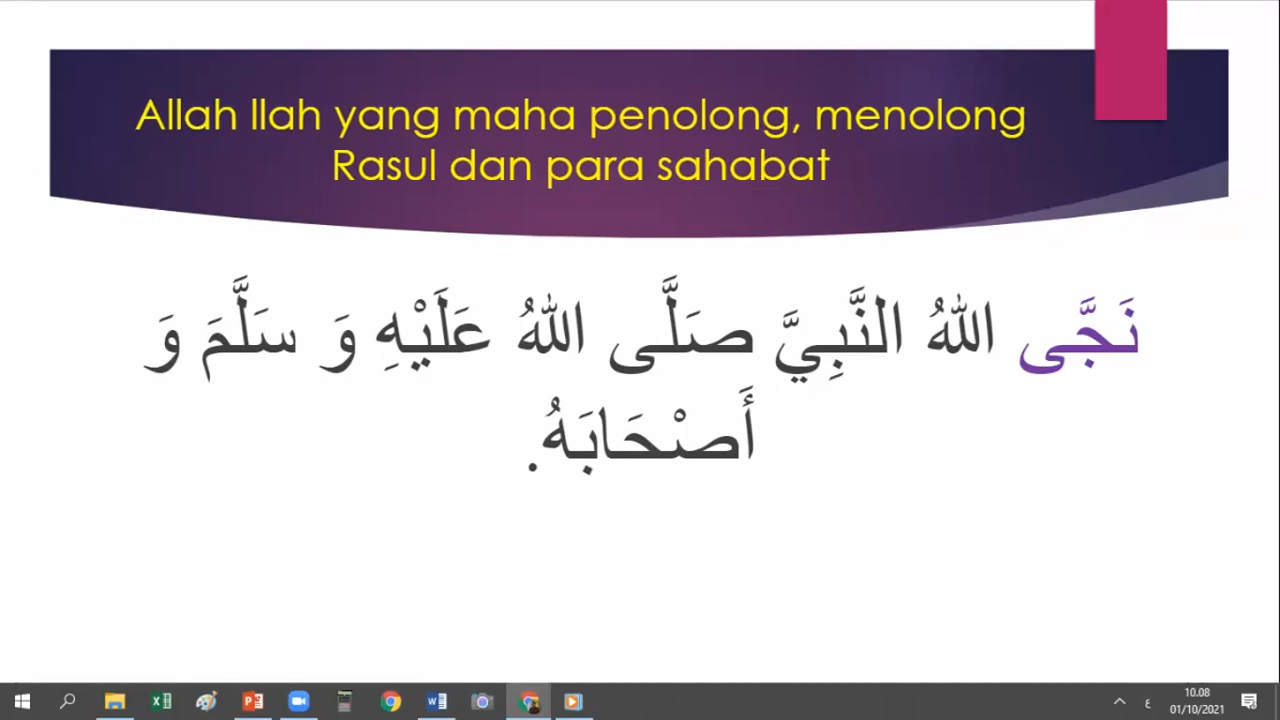 Allah llah yang maha penolong, menolong
Rasul dan para sahabat
نَجَّى اللهُ النَّبِيَّ صَلَّى اللهُ عَلَيْهِ وَ سَلَّمَ وَ
أَصْحَابَهُ.
ع
10.08
01/10/2021